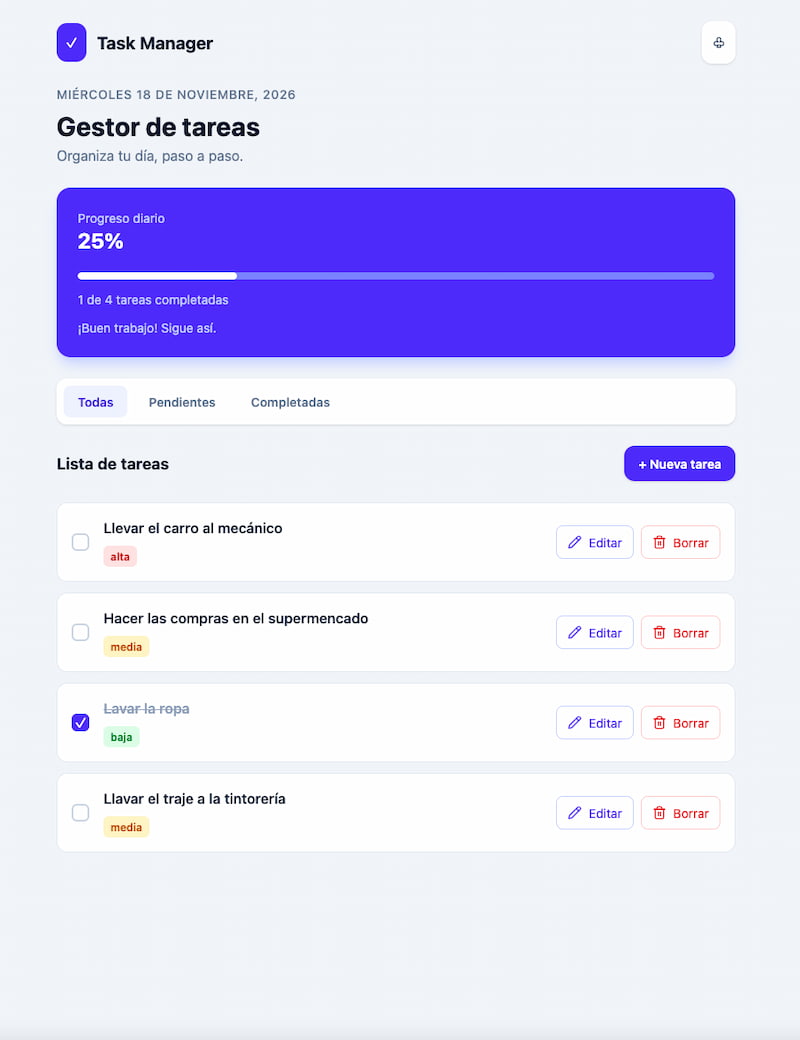 Task Manager
MIÉRCOLES 18 DE NOVIEMBRE, 2026
Gestor de tareas
Organiza tu día, paso a paso.
Progreso diario
25%
1 de 4 tareas completadas
¡Buen trabajo! Sigue así.
Todas Pendientes Completadas
Lista de tareas + Nueva tarea
Llevar el carro al mecánico
alta
Editar Borrar
Hacer las compras en el supermencado
media
Editar Borrar
Lavar la ropa
baja
Editar Borrar
Llavar el traje a la tintorería
media
Editar Borrar